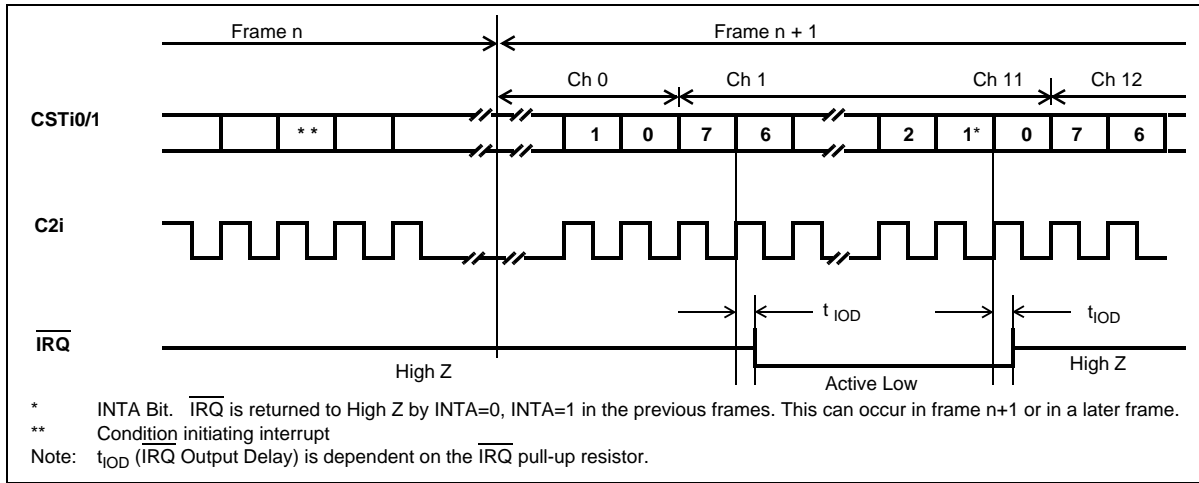 Frame n Frame n + 1
Ch 0 Ch 1 Ch 11 Ch 12
CSTi0/1 * * 1 0 7 6 2 1* 0 7 6
C2i
t IOD tIOD
IRQ
High Z Active Low High Z
* INTA Bit. IRQ is returned to High Z by INTA=0, INTA=1 in the previous frames. This can occur in frame n+1 or in a later frame.
** Condition initiating interrupt
Note: tIOD (IRQ Output Delay) is dependent on the IRQ pull-up resistor.